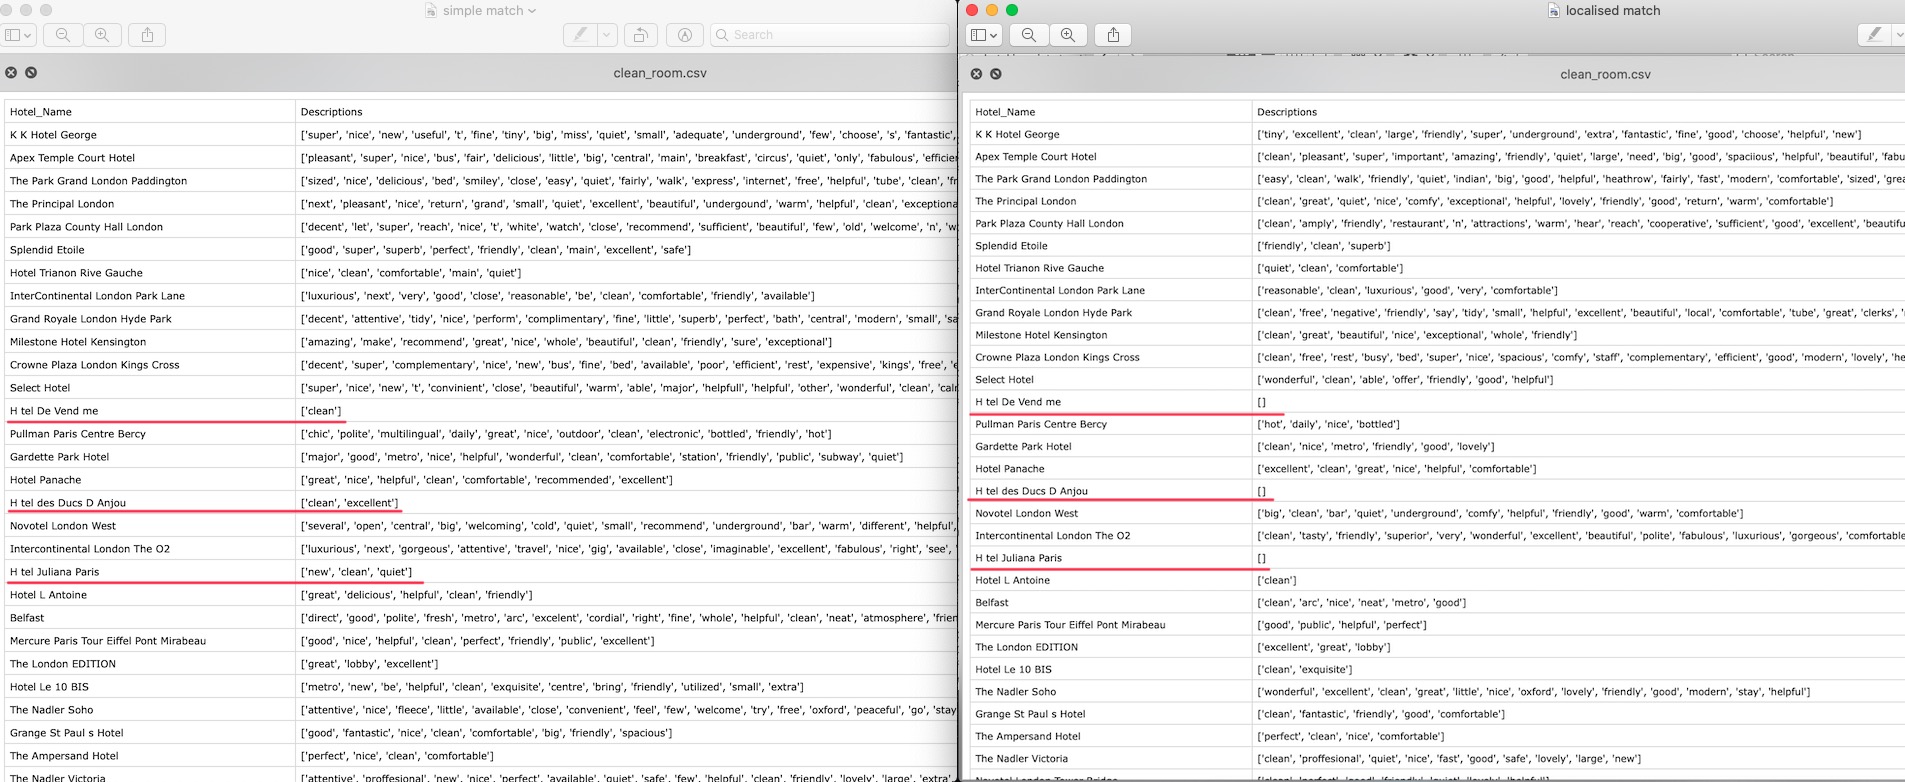 simple match
Search
clean_room.csv
Hotel_Name Descriptions
K K Hotel George ['super', 'nice', 'new', 'useful', 't', 'fine', 'tiny', 'big', 'miss', 'quiet', 'small', 'adequate', 'underground', 'few', 'choose', 's', 'fantastic',
Apex Temple Court Hotel ['pleasant', 'super', 'nice', 'bus', 'fair', 'delicious', 'little', 'big', 'central', 'main', 'breakfast', 'circus', 'quiet', 'only', 'fabulous', 'efficie
The Park Grand London Paddington ['sized', 'nice', 'delicious', 'bed', 'smiley', 'close', 'easy', 'quiet', 'fairly', 'walk', 'express', 'internet', 'free', 'helpful', 'tube', 'clean', 'fr
The Principal London ['next', 'pleasant', 'nice', 'return', 'grand', 'small', 'quiet', 'excellent', 'beautiful', 'undergound', 'warm', 'helpful', 'clean', 'exceptiona
Park Plaza County Hall London ['decent', 'let', 'super', 'reach', 'nice', 't', 'white', 'watch', 'close', 'recommend', 'sufficient', 'beautiful', 'few', 'old', 'welcome', 'n', 'w
Splendid Etoile ['good', 'super', 'superb', 'perfect', 'friendly', 'clean', 'main', 'excellent', 'safe']
Hotel Trianon Rive Gauche ['nice', 'clean', 'comfortable', 'main', 'quiet']
InterContinental London Park Lane ['luxurious', 'next', 'very', 'good', 'close', 'reasonable', 'be', 'clean', 'comfortable', 'friendly', 'available']
Grand Royale London Hyde Park ['decent', 'attentive', 'tidy', 'nice', 'perform', 'complimentary', 'fine', 'little', 'superb', 'perfect', 'bath', 'central', 'modern', 'small', 'sa
Milestone Hotel Kensington ['amazing', 'make', 'recommend', 'great', 'nice', 'whole', 'beautiful', 'clean', 'friendly', 'sure', 'exceptional']
Crowne Plaza London Kings Cross ['decent', 'super', 'complementary', 'nice', 'new', 'bus', 'fine', 'bed', 'available', 'poor', 'efficient', 'rest', 'expensive', 'kings', 'free', 'e
Select Hotel ['super', 'nice', 'new', 't', 'convinient', 'close', 'beautiful', 'warm', 'able', 'major', 'helpfull', 'helpful', 'other', 'wonderful', 'clean', 'calr
H tel De Vend me ['clean']
Pullman Paris Centre Bercy ['chic', 'polite', 'multilingual', 'daily', 'great', 'nice', 'outdoor', 'clean', 'electronic', 'bottled', 'friendly', 'hot']
Gardette Park Hotel ['major', 'good', 'metro', 'nice', 'helpful', 'wonderful', 'clean', 'comfortable', 'station', 'friendly', 'public', 'subway', 'quiet']
Hotel Panache ['great', 'nice', 'helpful', 'clean', 'comfortable', 'recommended', 'excellent']
H tel des Ducs D Anjou ['clean', 'excellent']
Novotel London West ['several', 'open', 'central', 'big', 'welcoming', 'cold', 'quiet', 'small', 'recommend', 'underground', 'bar', 'warm', 'different', 'helpful',
Intercontinental London The O2 ['luxurious', 'next', 'gorgeous', 'attentive', 'travel', 'nice', 'gig', 'available', 'close', 'imaginable', 'excellent', 'fabulous', 'right', 'see', '
H tel Juliana Paris ['new', 'clean', 'quiet']
Hotel L Antoine ['great', 'delicious', 'helpful', 'clean', 'friendly']
Belfast ['direct', 'good', 'polite', 'fresh', 'metro', 'arc', 'excelent', 'cordial', 'right', 'fine', 'whole', 'helpful', 'clean', 'neat', 'atmosphere', 'frien
Mercure Paris Tour Eiffel Pont Mirabeau ['good', 'nice', 'helpful', 'clean', 'perfect', 'friendly', 'public', 'excellent']
The London EDITION ['great', 'lobby', 'excellent']
Hotel Le 10 BIS ['metro', 'new', 'be', 'helpful', 'clean', 'exquisite', 'centre', 'bring', 'friendly', 'utilized', 'small', 'extra']
The Nadler Soho ['attentive', 'nice', 'fleece', 'little', 'available', 'close', 'convenient', 'feel', 'few', 'welcome', 'try', 'free', 'oxford', 'peaceful', 'go', 'stay
Grange St Paul s Hotel ['good', 'fantastic', 'nice', 'clean', 'comfortable', 'big', 'friendly', 'spacious']
The Ampersand Hotel ['perfect', 'nice', 'clean', 'comfortable']
The Nadler Victoria ['attentive', 'proffesional', 'new', 'nice', 'perfect', 'available', 'quiet', 'safe', 'few', 'helpful', 'clean', 'friendly', 'lovely', 'large', 'extra'
localised match
clean_room.csv
Hotel_Name Descriptions
K K Hotel George ['tiny', 'excellent', 'clean', 'large', 'friendly', 'super', 'underground', 'extra', 'fantastic', 'fine', 'good', 'choose', 'helpful', 'new']
Apex Temple Court Hotel ['clean', 'pleasant', 'super', 'important', 'amazing', 'friendly', 'quiet', 'large', 'need', 'big', 'good', 'spaciious', 'helpful', 'beautiful', 'fabu
The Park Grand London Paddington ['easy', 'clean', 'walk', 'friendly', 'quiet', 'indian', 'big', 'good', 'helpful', 'heathrow', 'fairly', 'fast', 'modern', 'comfortable', 'sized', 'grea
The Principal London ['clean', 'great', 'quiet', 'nice', 'comfy', 'exceptional', 'helpful', 'lovely', 'friendly', 'good', 'return', 'warm', 'comfortable']
Park Plaza County Hall London ['clean', 'amply', 'friendly', 'restaurant', 'n', 'attractions', 'warm', 'hear', 'reach', 'cooperative', 'sufficient', 'good', 'excellent', 'beautifu
Splendid Etoile ['friendly', 'clean', 'superb']
Hotel Trianon Rive Gauche ['quiet', 'clean', 'comfortable']
InterContinental London Park Lane ['reasonable', 'clean', 'luxurious', 'good', 'very', 'comfortable']
Grand Royale London Hyde Park ['clean', 'free', 'negative', 'friendly', 'say', 'tidy', 'small', 'helpful', 'excellent', 'beautiful', 'local', 'comfortable', 'tube', 'great', 'clerks',
Milestone Hotel Kensington ['clean', 'great', 'beautiful', 'nice', 'exceptional', 'whole', 'friendly']
Crowne Plaza London Kings Cross ['clean', 'free', 'rest', 'busy', 'bed', 'super', 'nice', 'spacious', 'comfy', 'staff', 'complementary', 'efficient', 'good', 'modern', 'lovely', 'he
Select Hotel ['wonderful', 'clean', 'able', 'offer', 'friendly', 'good', 'helpful']
H tel De Vend me []
Pullman Paris Centre Bercy ['hot', 'daily', 'nice', 'bottled']
Gardette Park Hotel ['clean', 'nice', 'metro', 'friendly', 'good', 'lovely']
Hotel Panache ['excellent', 'clean', 'great', 'nice', 'helpful', 'comfortable']
H tel des Ducs D Anjou []
Novotel London West ['big', 'clean', 'bar', 'quiet', 'underground', 'comfy', 'helpful', 'friendly', 'good', 'warm', 'comfortable']
Intercontinental London The O2 ['clean', 'tasty', 'friendly', 'superior', 'very', 'wonderful', 'excellent', 'beautiful', 'polite', 'fabulous', 'luxurious', 'gorgeous', 'comfortable
H tel Juliana Paris []
Hotel L Antoine ['clean']
Belfast ['clean', 'arc', 'nice', 'neat', 'metro', 'good']
Mercure Paris Tour Eiffel Pont Mirabeau ['good', 'public', 'helpful', 'perfect']
The London EDITION ['excellent', 'great', 'lobby']
Hotel Le 10 BIS ['clean', 'exquisite']
The Nadler Soho ['wonderful', 'excellent', 'clean', 'great', 'little', 'nice', 'oxford', 'lovely', 'friendly', 'good', 'modern', 'stay', 'helpful']
Grange St Paul s Hotel ['clean', 'fantastic', 'friendly', 'good', 'comfortable']
The Ampersand Hotel ['perfect', 'clean', 'nice', 'comfortable']
The Nadler Victoria ['clean', 'proffesional', 'quiet', 'nice', 'fast', 'good', 'safe', 'lovely', 'large', 'new']